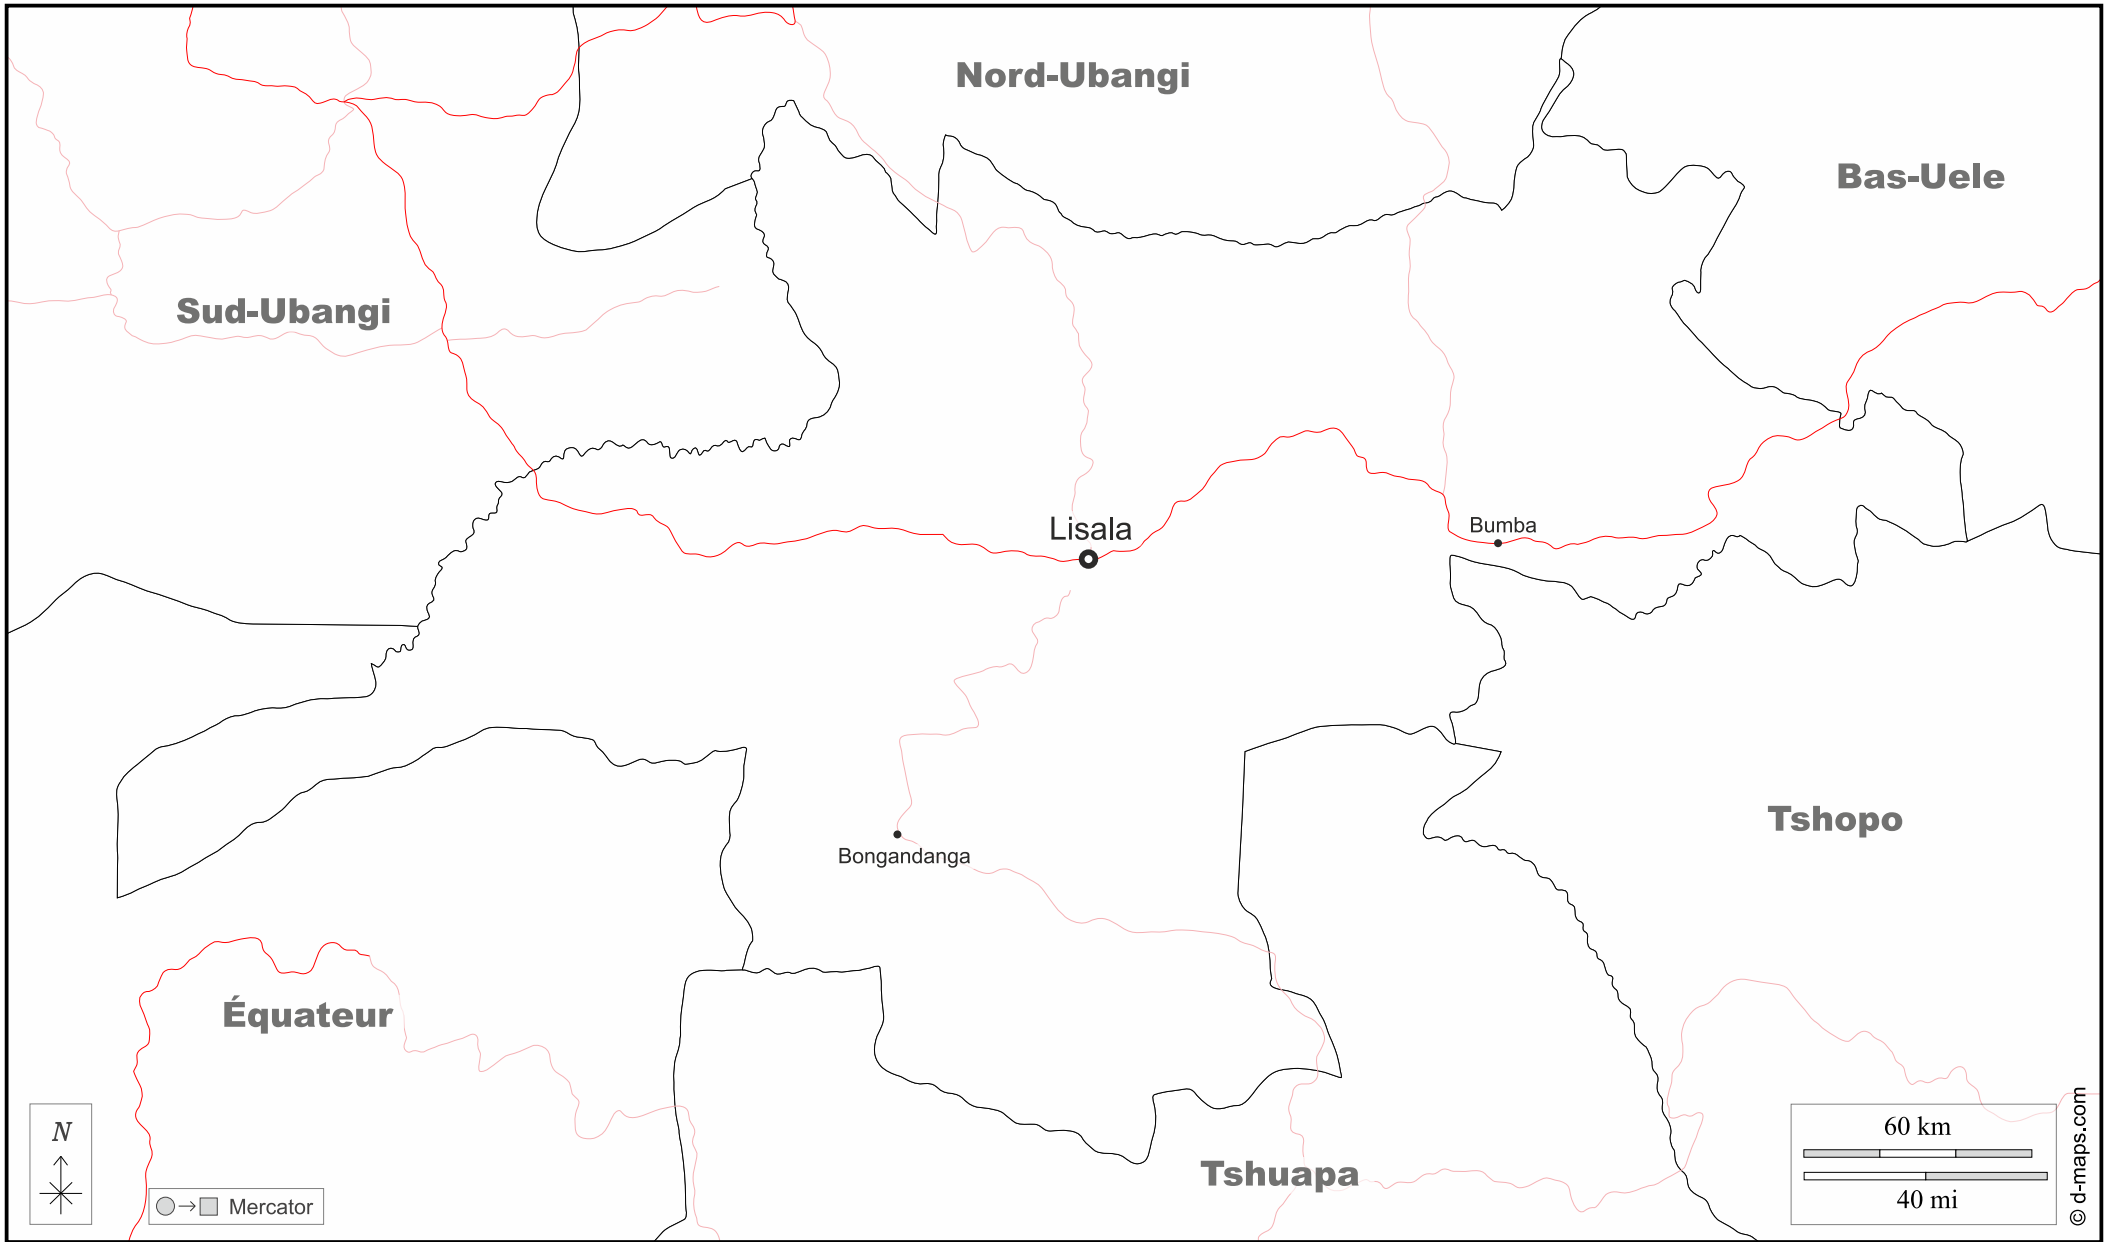 Nord-Ubangi
Bas-Uele
Sud-Ubangi
Lisala
Bumba
Tshopo
Bongandanga
Équateur
Tshuapa
N
Mercator
60 km
40 mi
© d-maps.com